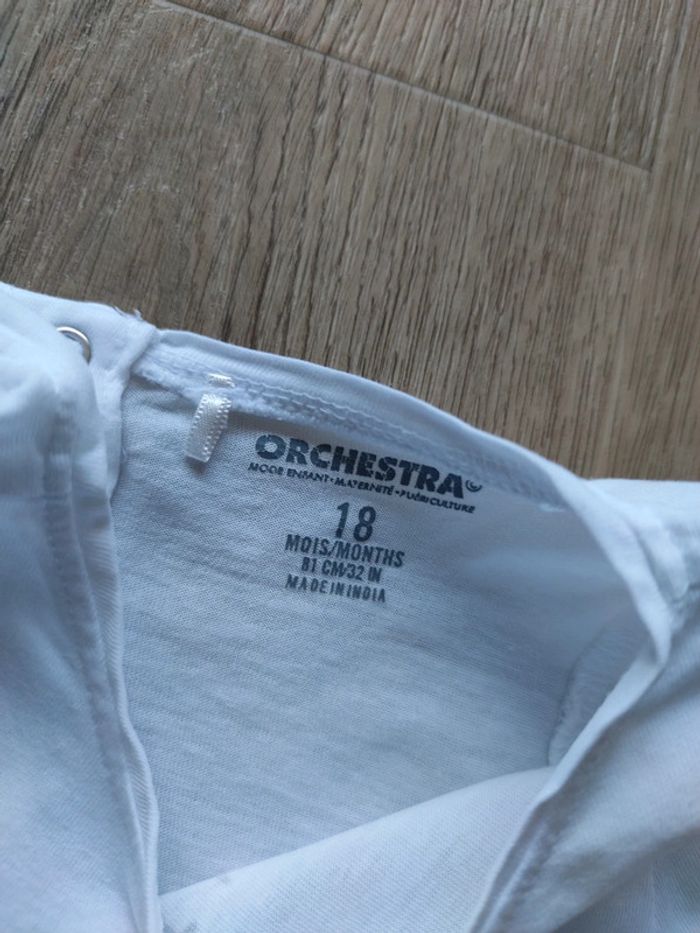 ORCHESTRA®
MODE ENFANT • MATERNITÉ • PUÉRICULTURE
18
MOIS/MONTHS
81 CM/32 IN
MADE IN INDIA